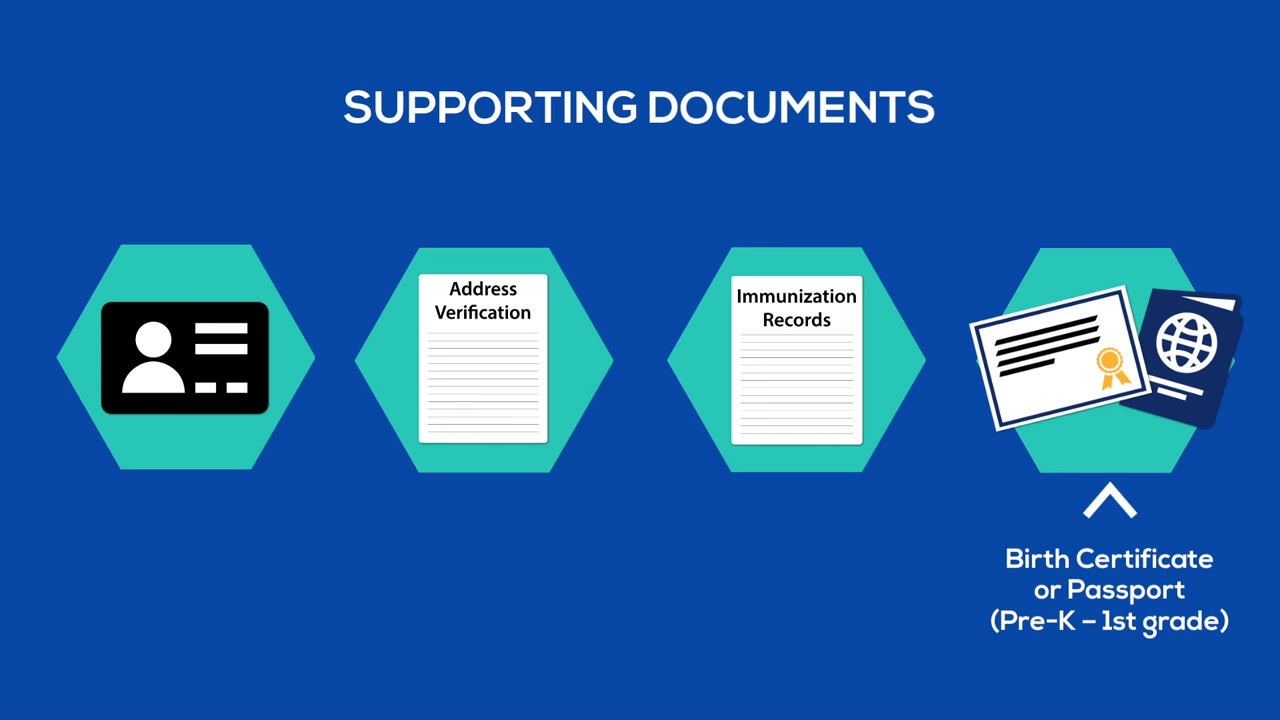 SUPPORTING DOCUMENTS
Address
Verification
Immunization
Records
Birth Certificate
or Passport
(Pre-K – 1st grade)